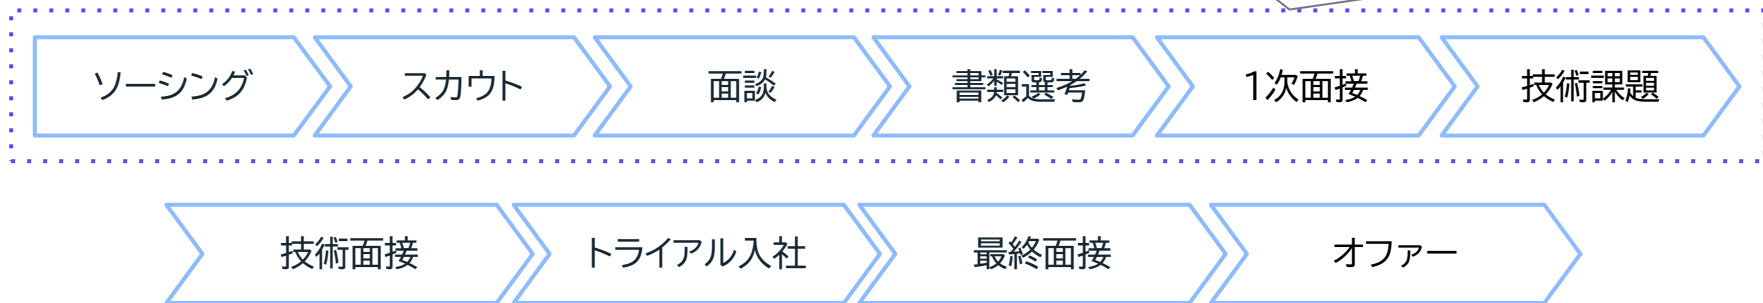 ソーシング
スカウト
面談
書類選考
1次面接
技術課題
技術面接
トライアル入社
最終面接
オファー